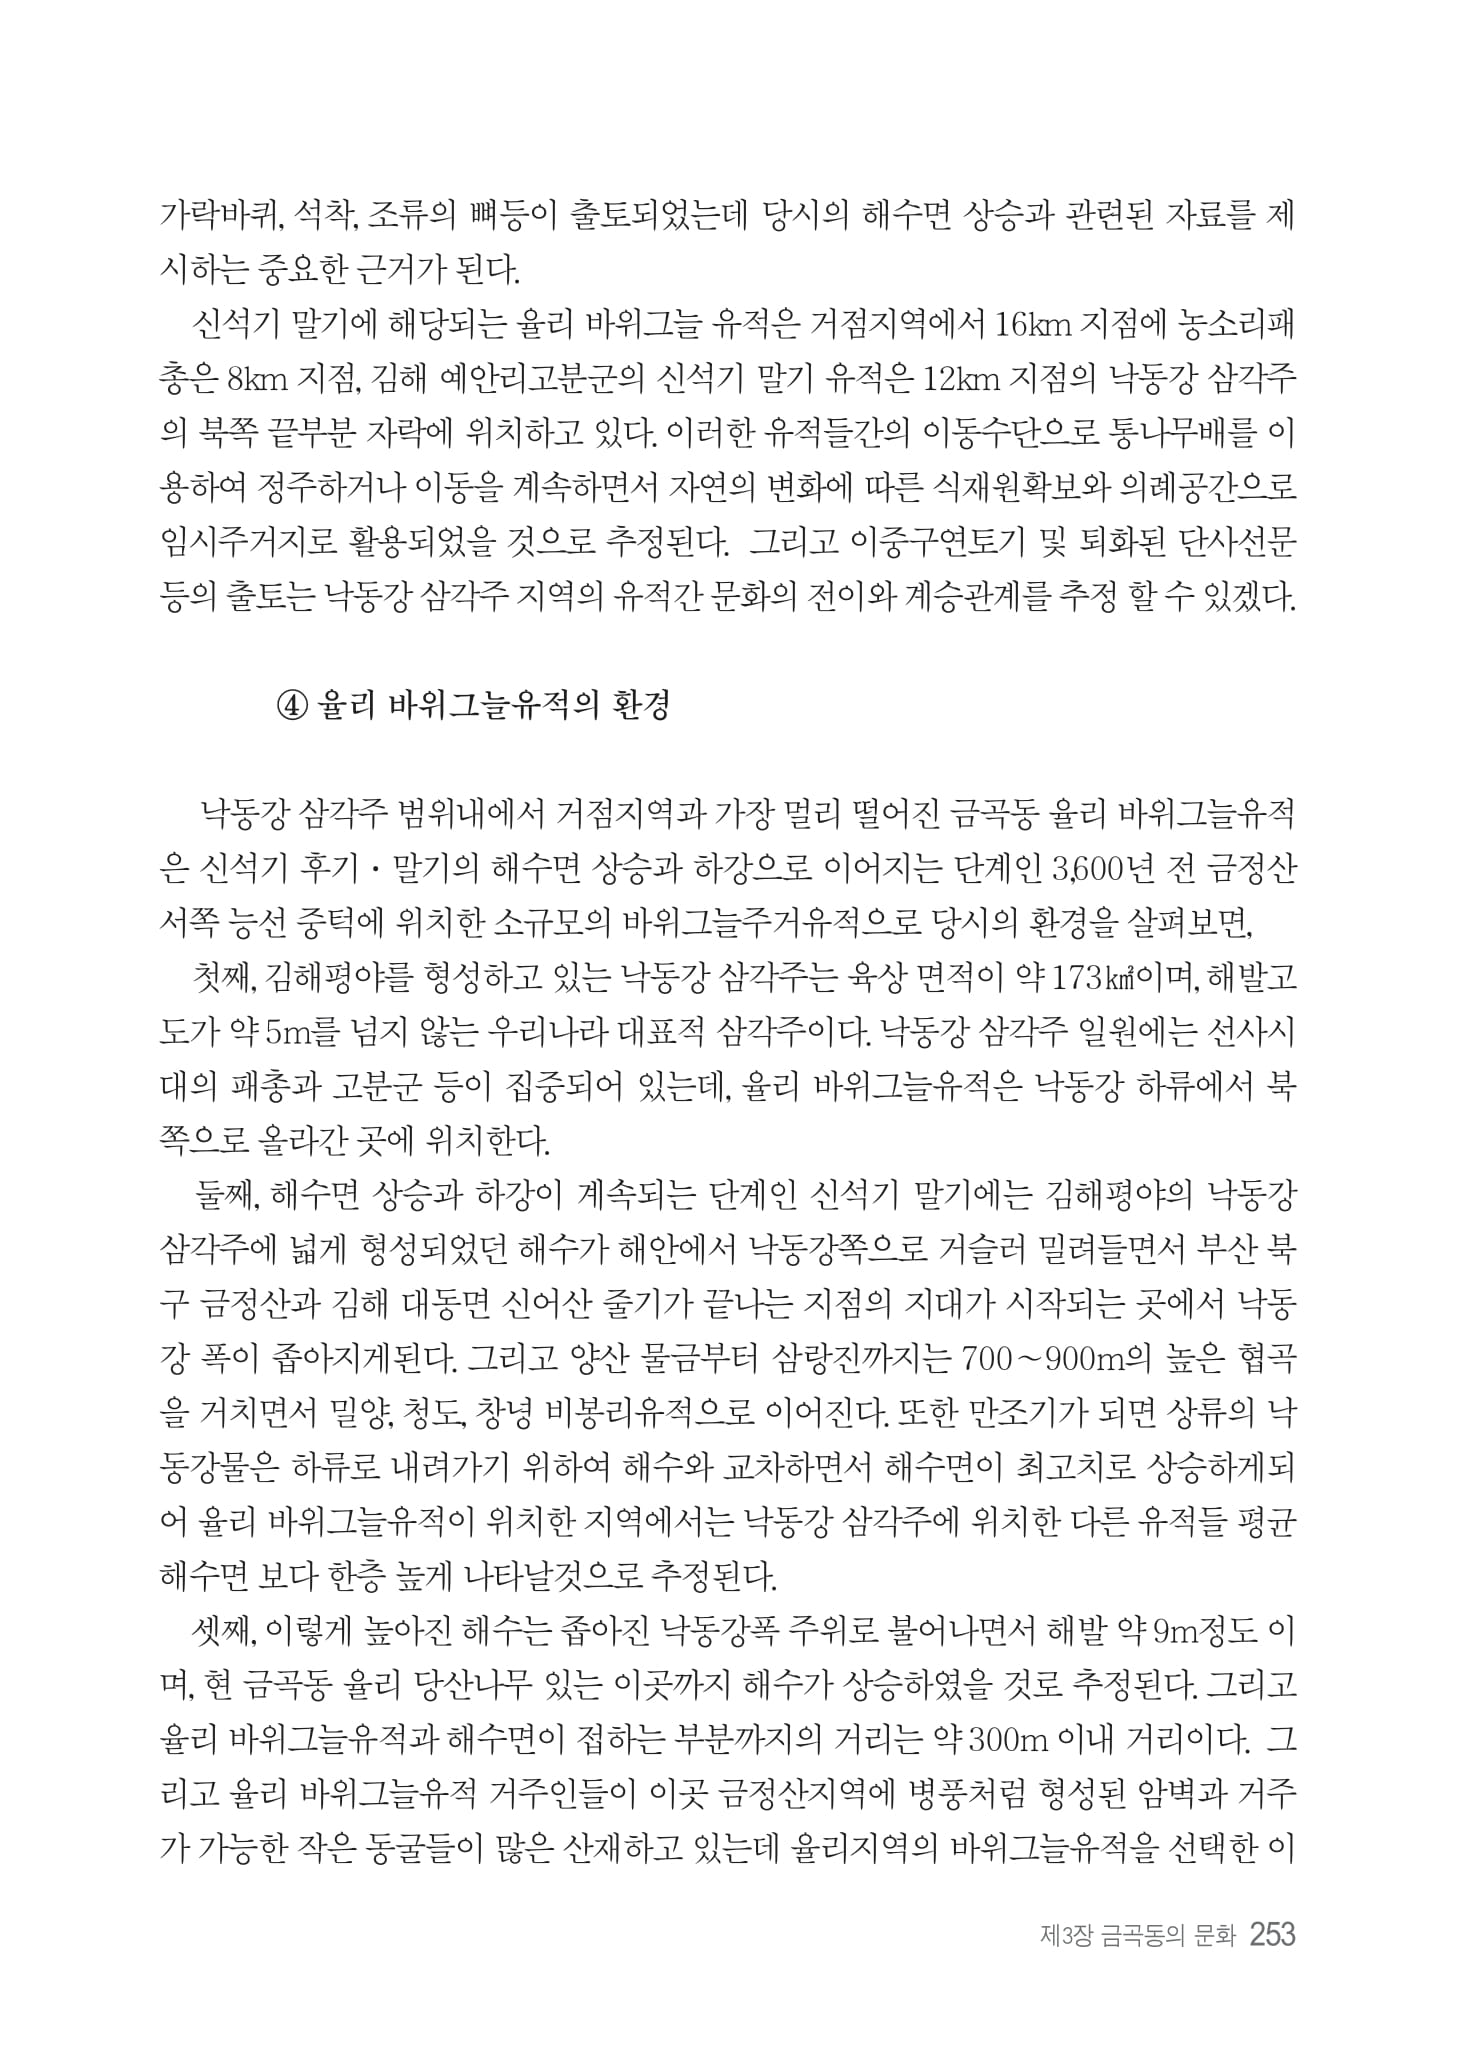 가락바퀴, 석착, 조류의 뼈등이 출토되었는데 당시의 해수면 상승과 관련된 자료를 제
시하는 중요한 근거가 된다.
신석기 말기에 해당되는 율리 바위그늘 유적은 거점지역에서 16km 지점에 농소리패
총은 8km 지점, 김해 예안리고분군의 신석기 말기 유적은 12km 지점의 낙동강 삼각주
의 북쪽 끝부분 자락에 위치하고 있다. 이러한 유적들간의 이동수단으로 통나무배를 이
용하여 정주하거나 이동을 계속하면서 자연의 변화에 따른 식재원확보와 의례공간으로
임시주거지로 활용되었을 것으로 추정된다. 그리고 이중구연토기 및 퇴화된 단사선문
등의 출토는 낙동강 삼각주 지역의 유적간 문화의 전이와 계승관계를 추정 할 수 있겠다.
④ 율리 바위그늘유적의 환경
낙동강 삼각주 범위내에서 거점지역과 가장 멀리 떨어진 금곡동 율리 바위그늘유적
은 신석기 후기·말기의 해수면 상승과 하강으로 이어지는 단계인 3,600년 전 금정산
서쪽 능선 중턱에 위치한 소규모의 바위그늘주거유적으로 당시의 환경을 살펴보면,
첫째, 김해평야를 형성하고 있는 낙동강 삼각주는 육상 면적이 약 173㎢이며, 해발고
도가 약 5m를 넘지 않는 우리나라 대표적 삼각주이다. 낙동강 삼각주 일원에는 선사시
대의 패총과 고분군 등이 집중되어 있는데, 율리 바위그늘유적은 낙동강 하류에서 북
쪽으로 올라간 곳에 위치한다.
둘째, 해수면 상승과 하강이 계속되는 단계인 신석기 말기에는 김해평야의 낙동강
삼각주에 넓게 형성되었던 해수가 해안에서 낙동강쪽으로 거슬러 밀려들면서 부산 북
구 금정산과 김해 대동면 신어산 줄기가 끝나는 지점의 지대가 시작되는 곳에서 낙동
강 폭이 좁아지게된다. 그리고 양산 물금부터 삼랑진까지는 700~900m의 높은 협곡
을 거치면서 밀양, 청도, 창녕 비봉리유적으로 이어진다. 또한 만조기가 되면 상류의 낙
동강물은 하류로 내려가기 위하여 해수와 교차하면서 해수면이 최고치로 상승하게되
어 율리 바위그늘유적이 위치한 지역에서는 낙동강 삼각주에 위치한 다른 유적들 평균
해수면 보다 한층 높게 나타날것으로 추정된다.
셋째, 이렇게 높아진 해수는 좁아진 낙동강폭 주위로 불어나면서 해발 약 9m정도 이
며, 현 금곡동 율리 당산나무 있는 이곳까지 해수가 상승하였을 것로 추정된다. 그리고
율리 바위그늘유적과 해수면이 접하는 부분까지의 거리는 약 300m 이내 거리이다. 그
리고 율리 바위그늘유적 거주인들이 이곳 금정산지역에 병풍처럼 형성된 암벽과 거주
가 가능한 작은 동굴들이 많은 산재하고 있는데 율리지역의 바위그늘유적을 선택한 이
제3장 금곡동의 문화 253